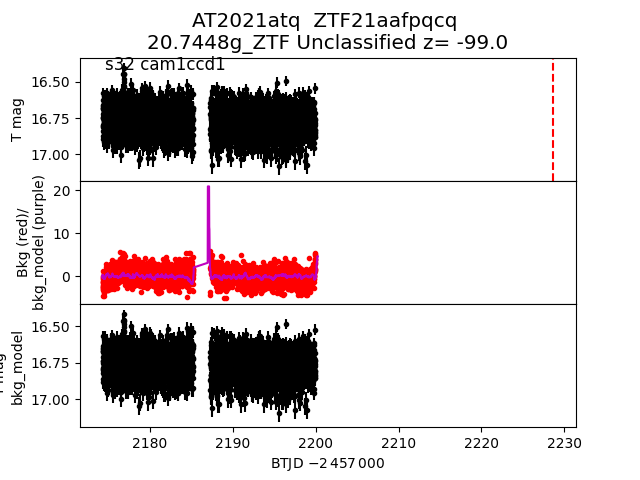 AT2021atq  ZTF21aafpqcq
20.7448g_ZTF Unclassified z= -99.0
s32 cam1ccd1
16.50
16.75
17.00
T mag
20
10
0
Bkg (red)/
bkg_model (purple)
16.50
16.75
17.00
mag
bkg_model
2180
2190
2200
2210
2220
2230
BTJD −2 457 000